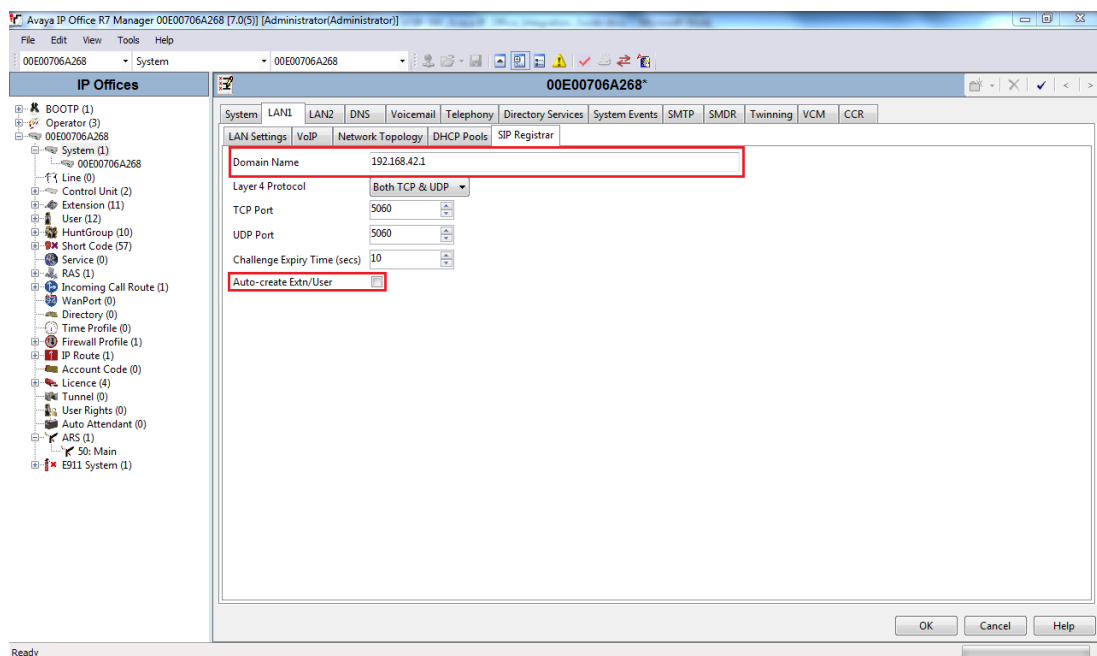 Avaya IP Office R7 Manager 00E00706A268 [7.0(5)] [Administrator(Administrator)]
File Edit View Tools Help
00E00706A268 System 00E00706A268
IP Offices
00E00706A268*
BOOTP (1)
Operator (3)
00E00706A268
System (1)
00E00706A268
Line (0)
Control Unit (2)
Extension (11)
User (12)
HuntGroup (10)
Short Code (57)
Service (0)
RAS (1)
Incoming Call Route (1)
WanPort (0)
Directory (0)
Time Profile (0)
Firewall Profile (1)
IP Route (1)
Account Code (0)
Licence (4)
Tunnel (0)
User Rights (0)
Auto Attendant (0)
ARS (1)
50: Main
E911 System (1)
System LAN1 LAN2 DNS Voicemail Telephony Directory Services System Events SMTP SMDR Twinning VCM CCR
LAN Settings VoIP Network Topology DHCP Pools SIP Registrar
Domain Name 192.168.42.1
Layer 4 Protocol Both TCP & UDP
TCP Port 5060
UDP Port 5060
Challenge Expiry Time (secs) 10
Auto-create Extn/User
OK Cancel Help
Ready